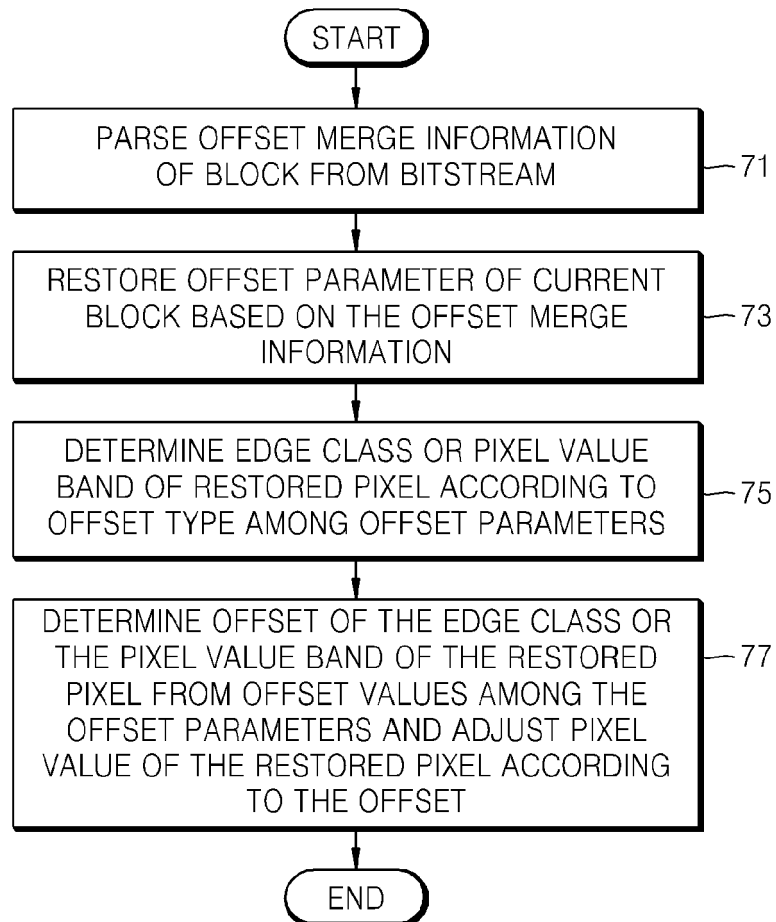 START
PARSE OFFSET MERGE INFORMATION
OF BLOCK FROM BITSTREAM
71
RESTORE OFFSET PARAMETER OF CURRENT
BLOCK BASED ON THE OFFSET MERGE
INFORMATION
73
DETERMINE EDGE CLASS OR PIXEL VALUE
BAND OF RESTORED PIXEL ACCORDING TO
OFFSET TYPE AMONG OFFSET PARAMETERS
75
DETERMINE OFFSET OF THE EDGE CLASS OR
THE PIXEL VALUE BAND OF THE RESTORED
PIXEL FROM OFFSET VALUES AMONG THE
OFFSET PARAMETERS AND ADJUST PIXEL
VALUE OF THE RESTORED PIXEL ACCORDING
TO THE OFFSET
77
END